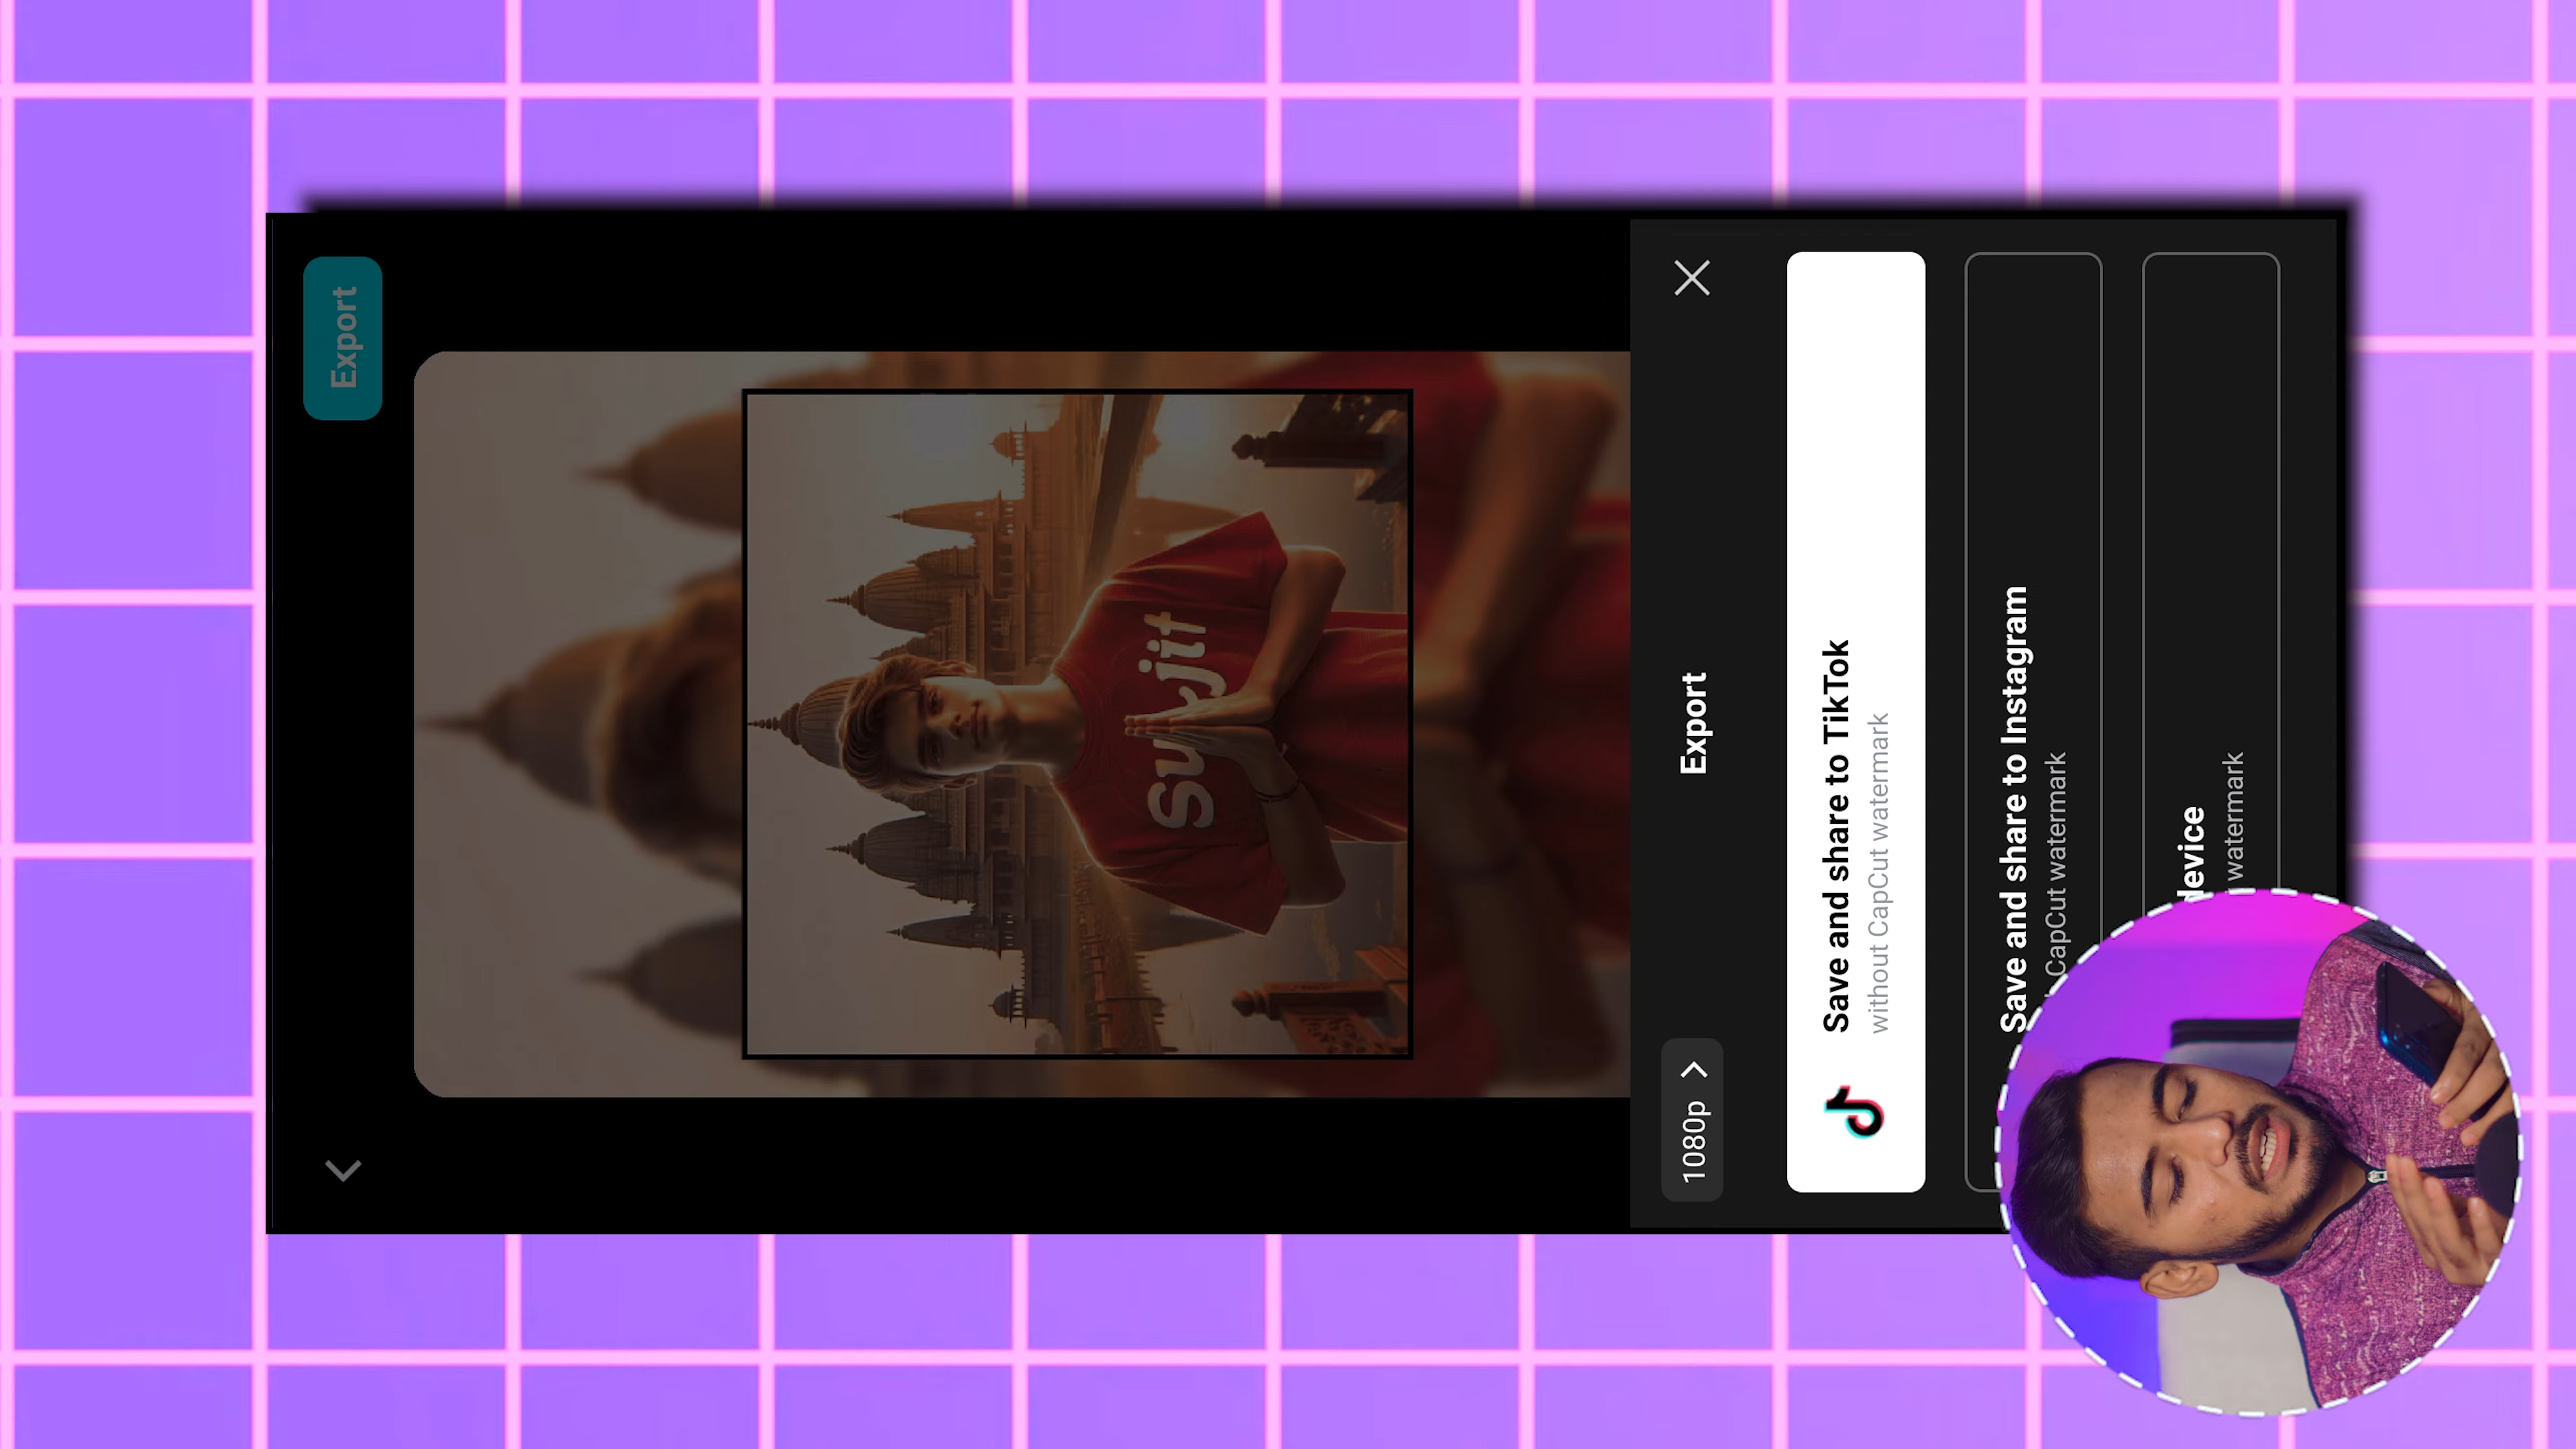 Export
Export
1080p
Save and share to TikTok
without CapCut watermark
Save and share to Instagram
CapCut watermark
watermark